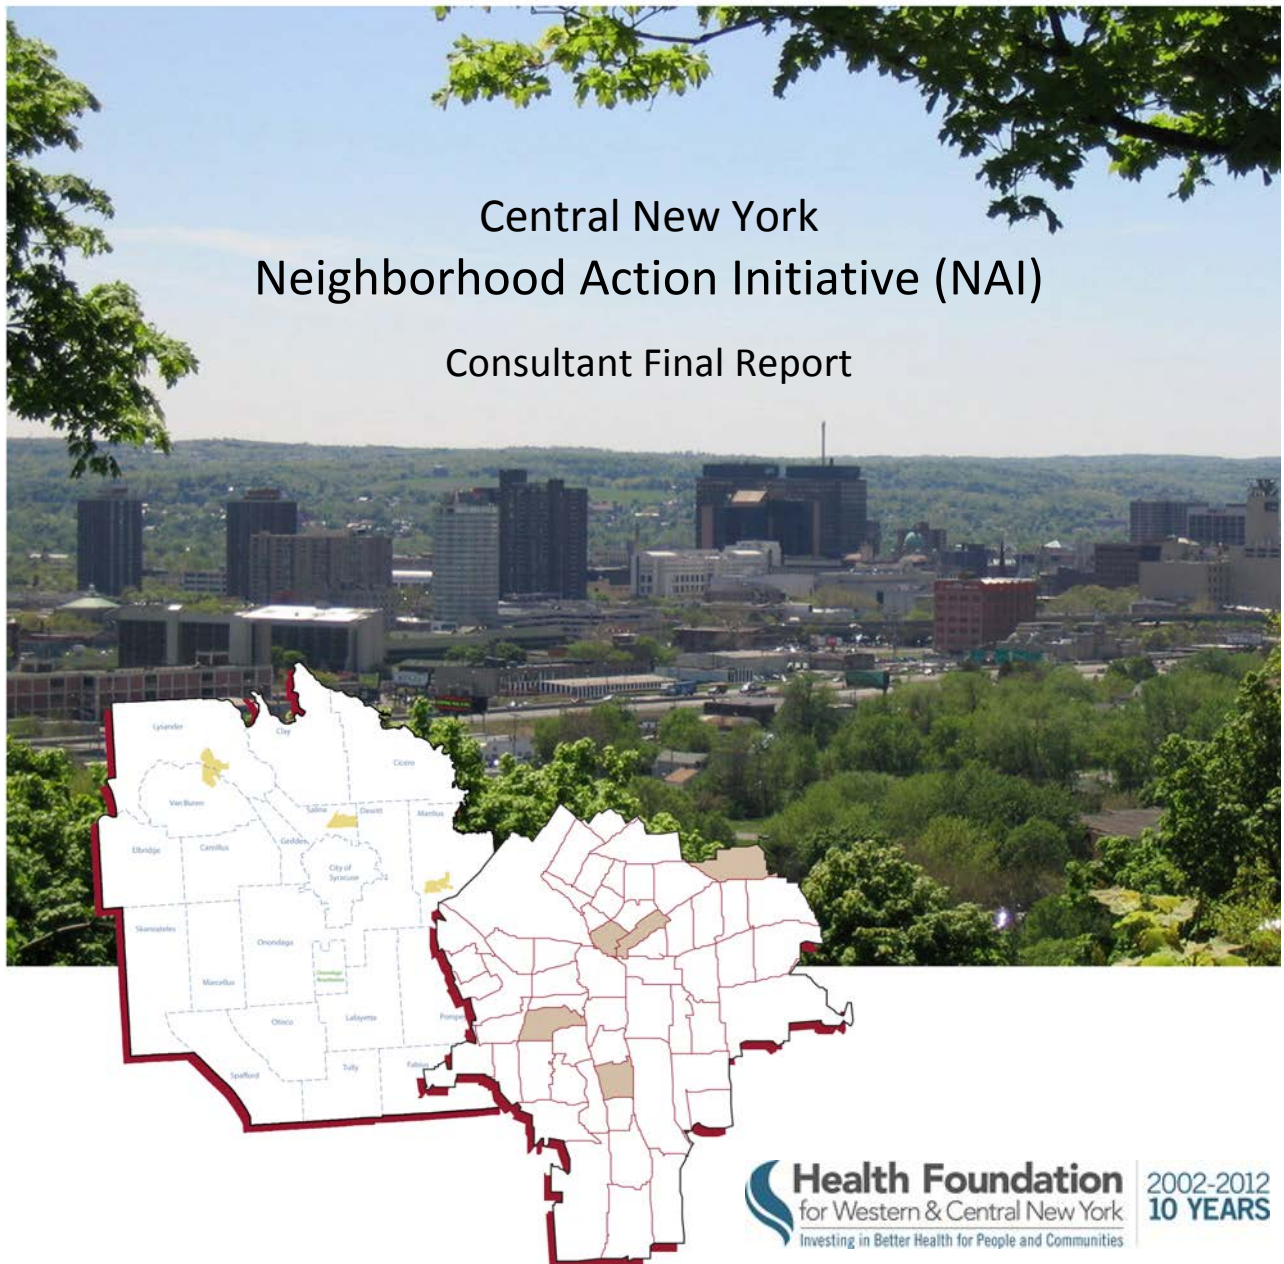 Central New York
Neighborhood Action Initiative (NAI)
Consultant Final Report
Lysander
Clay
Cicero
Van Buren
Salina
Dewitt
Manlius
Elbridge
Camillus
Geddes
City of
Syracuse
Skaneateles
Onondaga
Onondaga
Marcellus
Otisco
Lafayette
Pompey
Spafford
Tully
Fabius
Health Foundation
for Western & Central New York
Investing in Better Health for People and Communities
2002-2012
10 YEARS